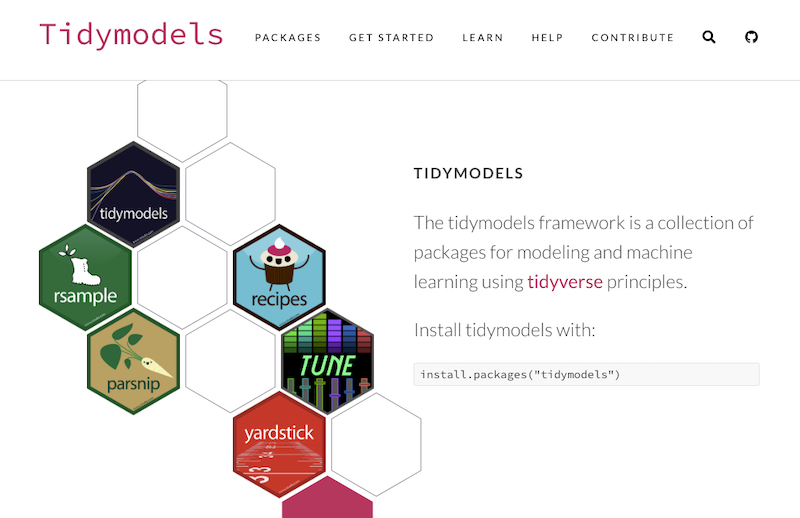 Tidymodels
PACKAGES
GET STARTED
LEARN
HELP
CONTRIBUTE
tidymodels
rsample
recipes
parsnip
TUNE
yardstick
53
TIDYMODELS
The tidymodels framework is a collection of
packages for modeling and machine
learning using tidyverse principles.
Install tidymodels with:
install.packages("tidymodels")